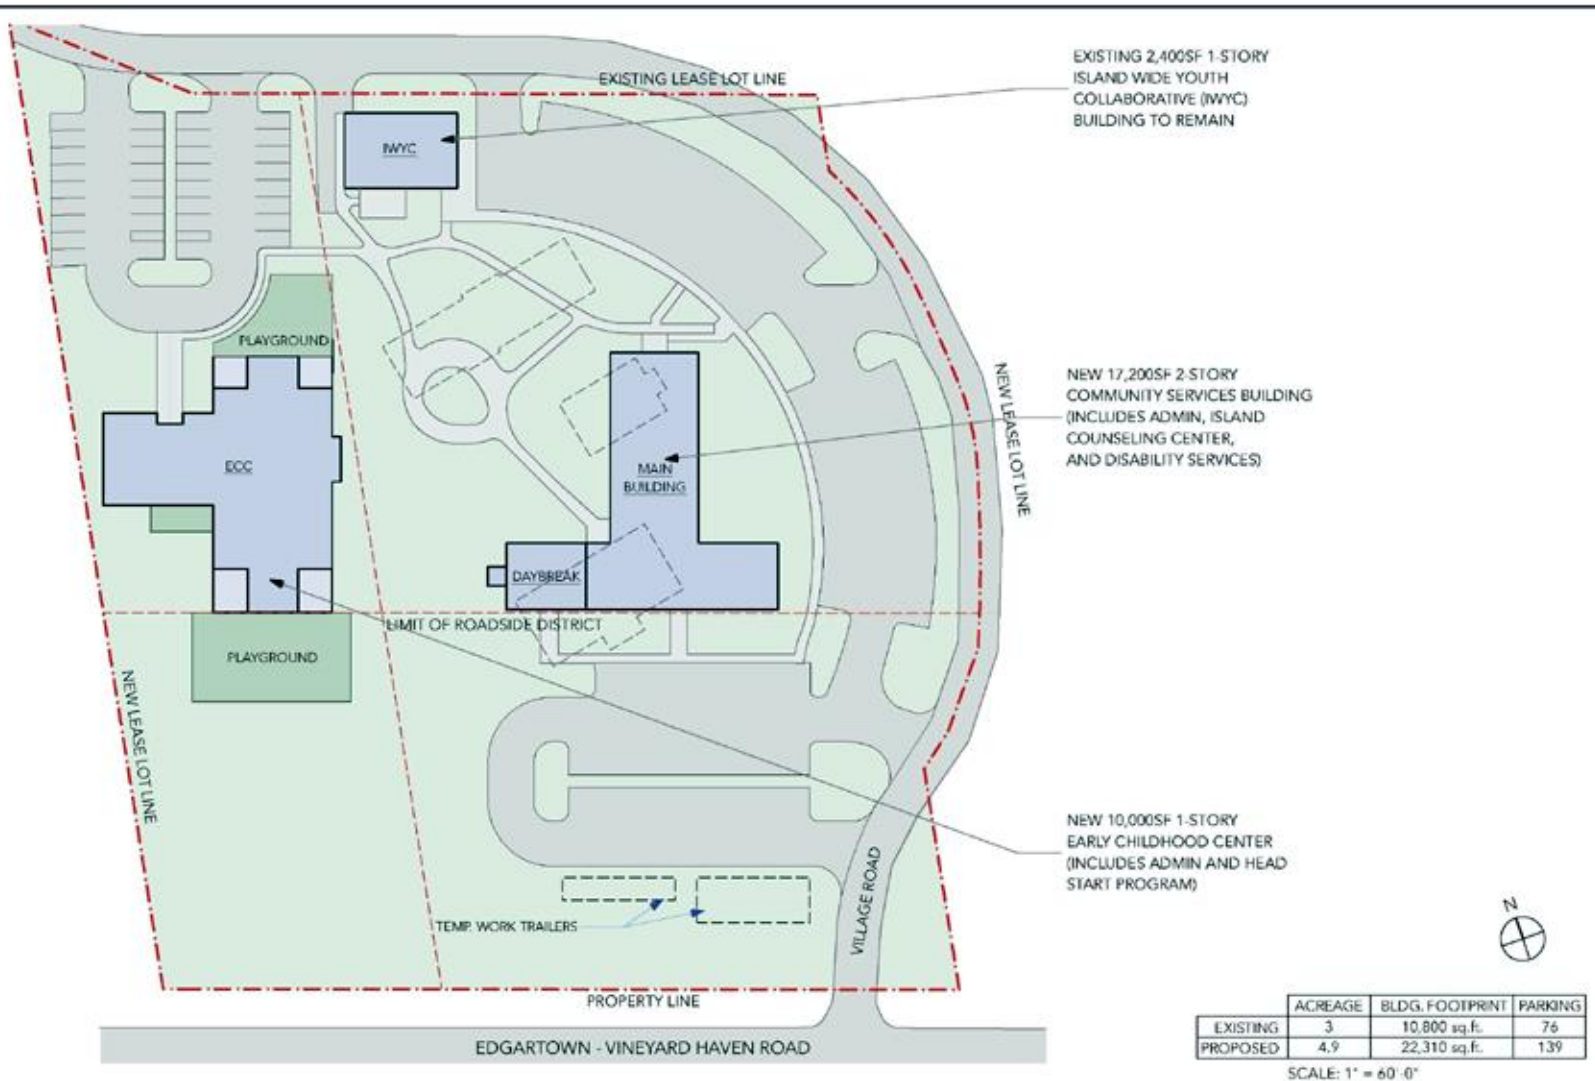 EXISTING 2,400SF 1-STORY
ISLAND WIDE YOUTH
COLLABORATIVE (IWYC)
BUILDING TO REMAIN
EXISTING LEASE LOT LINE
IWYC
PLAYGROUND
NEW LEASE LOT LINE
NEW 17,200SF 2-STORY
COMMUNITY SERVICES BUILDING
(INCLUDES ADMIN, ISLAND
COUNSELING CENTER,
AND DISABILITY SERVICES)
ECC
MAIN
BUILDING
DAYBREAK
LIMIT OF ROADSIDE DISTRICT
PLAYGROUND
NEW LEASE LOT LINE
NEW 10,000SF 1-STORY
EARLY CHILDHOOD CENTER
(INCLUDES ADMIN AND HEAD
START PROGRAM)
VILLAGE ROAD
TEMP. WORK TRAILERS
N
PROPERTY LINE
EDGARTOWN - VINEYARD HAVEN ROAD
ACREAGE BLDG. FOOTPRINT PARKING
EXISTING 3 10,800 sq.ft. 76
PROPOSED 4.9 22,310 sq.ft. 139
SCALE: 1" = 60'-0"